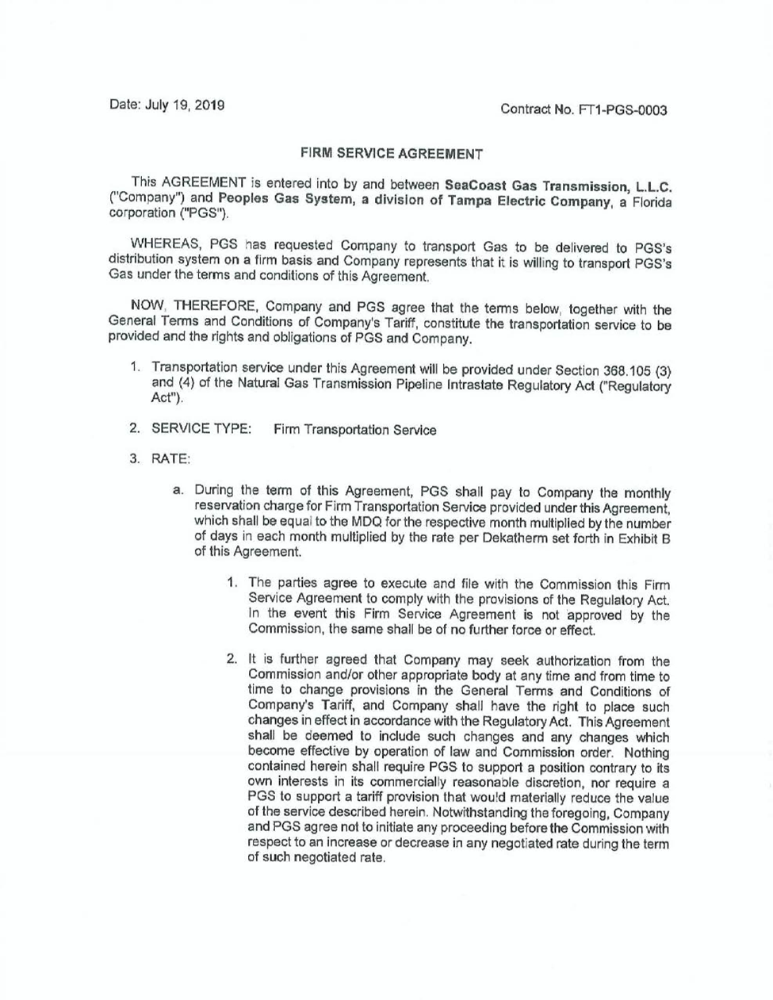 Date: July 19, 2019
Contract No. FT1-PGS-0003
FIRM SERVICE AGREEMENT
This AGREEMENT is entered into by and between SeaCoast Gas Transmission, L.L.C.
("Company") and Peoples Gas System, a division of Tampa Electric Company, a Florida
corporation ("PGS").
WHEREAS, PGS has requested Company to transport Gas to be delivered to PGS's
distribution system on a firm basis and Company represents that it is willing to transport PGS's
Gas under the terms and conditions of this Agreement.
NOW, THEREFORE, Company and PGS agree that the terms below, together with the
General Terms and Conditions of Company's Tariff, constitute the transportation service to be
provided and the rights and obligations of PGS and Company.
1. Transportation service under this Agreement will be provided under Section 368.105 (3)
and (4) of the Natural Gas Transmission Pipeline Intrastate Regulatory Act ("Regulatory
Act").
2. SERVICE TYPE: Firm Transportation Service
3. RATE:
a. During the term of this Agreement, PGS shall pay to Company the monthly
reservation charge for Firm Transportation Service provided under this Agreement,
which shall be equal to the MDQ for the respective month multiplied by the number
of days in each month multiplied by the rate per Dekatherm set forth in Exhibit B
of this Agreement.
1. The parties agree to execute and file with the Commission this Firm
Service Agreement to comply with the provisions of the Regulatory Act.
In the event this Firm Service Agreement is not approved by the
Commission, the same shall be of no further force or effect.
2. It is further agreed that Company may seek authorization from the
Commission and/or other appropriate body at any time and from time to
time to change provisions in the General Terms and Conditions of
Company's Tariff, and Company shall have the right to place such
changes in effect in accordance with the Regulatory Act. This Agreement
shall be deemed to include such changes and any changes which
become effective by operation of law and Commission order. Nothing
contained herein shall require PGS to support a position contrary to its
own interests in its commercially reasonable discretion, nor require a
PGS to support a tariff provision that would materially reduce the value
of the service described herein. Notwithstanding the foregoing, Company
and PGS agree not to initiate any proceeding before the Commission with
respect to an increase or decrease in any negotiated rate during the term
of such negotiated rate.